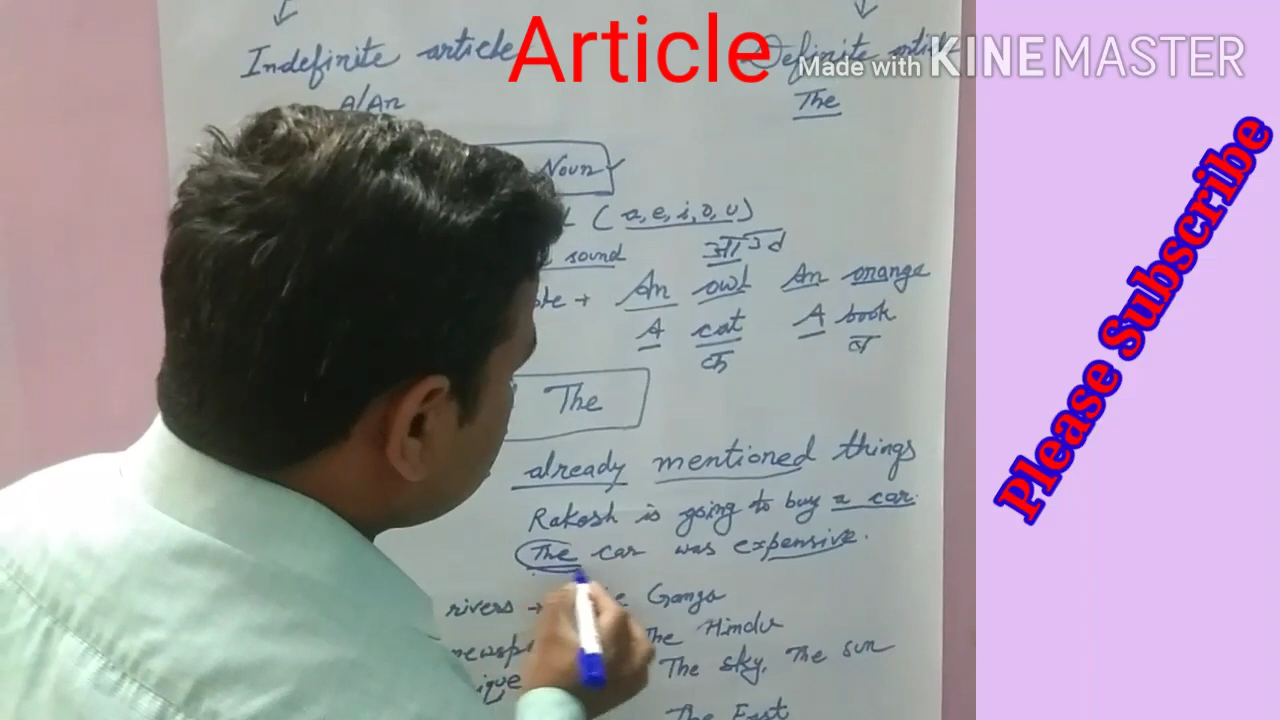 Article
Made with KINEMASTER
Please Subscribe
Indefinite article
Definite
A/An
The
Noun
(a, e, i, o, u)
sound
An owl An orange
A cat A book
क ब
The
already mentioned things
Rakosh is going to buy a car.
The car was expensive.
rivers → Ganga
The Hindu
The sky, The sun
The East